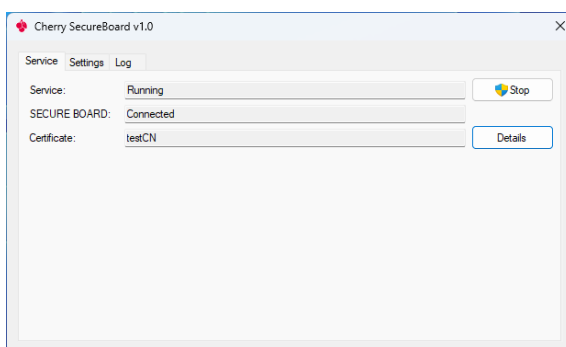 Cherry SecureBoard v1.0
Service Settings Log
Service: Running Stop
SECURE BOARD: Connected
Certificate: testCN Details